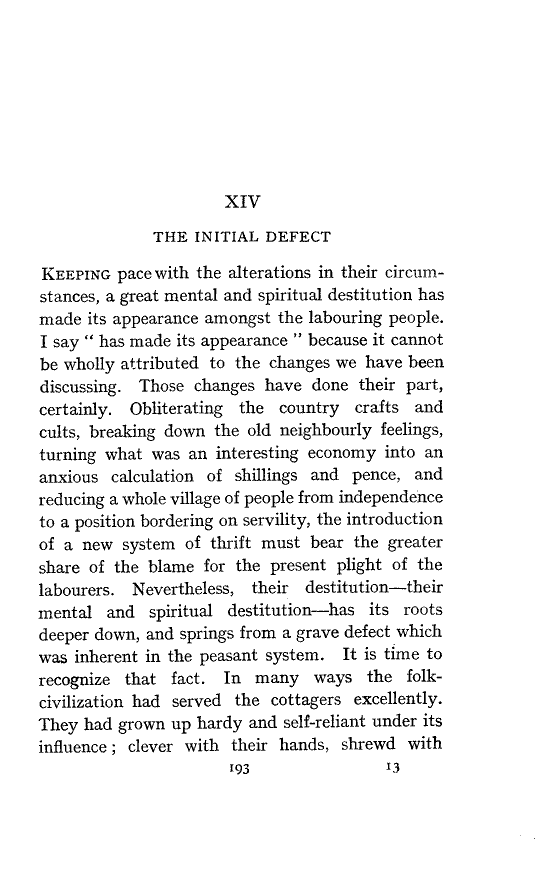 XIV
THE INITIAL DEFECT
KEEPING pace with the alterations in their circum-
stances, a great mental and spiritual destitution has
made its appearance amongst the labouring people.
I say “ has made its appearance ” because it cannot
be wholly attributed to the changes we have been
discussing. Those changes have done their part,
certainly. Obliterating the country crafts and
cults, breaking down the old neighbourly feelings,
turning what was an interesting economy into an
anxious calculation of shillings and pence, and
reducing a whole village of people from independence
to a position bordering on servility, the introduction
of a new system of thrift must bear the greater
share of the blame for the present plight of the
labourers. Nevertheless, their destitution—their
mental and spiritual destitution—has its roots
deeper down, and springs from a grave defect which
was inherent in the peasant system. It is time to
recognize that fact. In many ways the folk-
civilization had served the cottagers excellently.
They had grown up hardy and self-reliant under its
influence ; clever with their hands, shrewd with
193 13